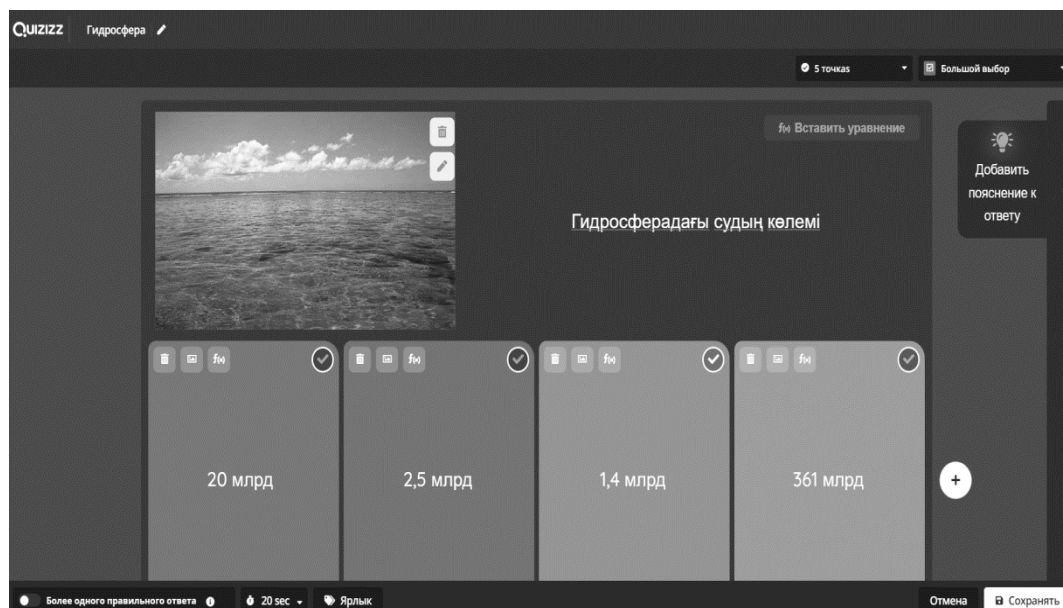 QUIZIZZ Гидросфера
5 точкаs Большой выбор
f(x) Вставить уравнение
Добавить
пояснение к
ответу
Гидросферадағы судың көлемі
f(x) f(x) f(x) f(x)
20 млрд 2,5 млрд 1,4 млрд 361 млрд
Более одного правильного ответа 20 sec Ярлык Отмена Сохранять